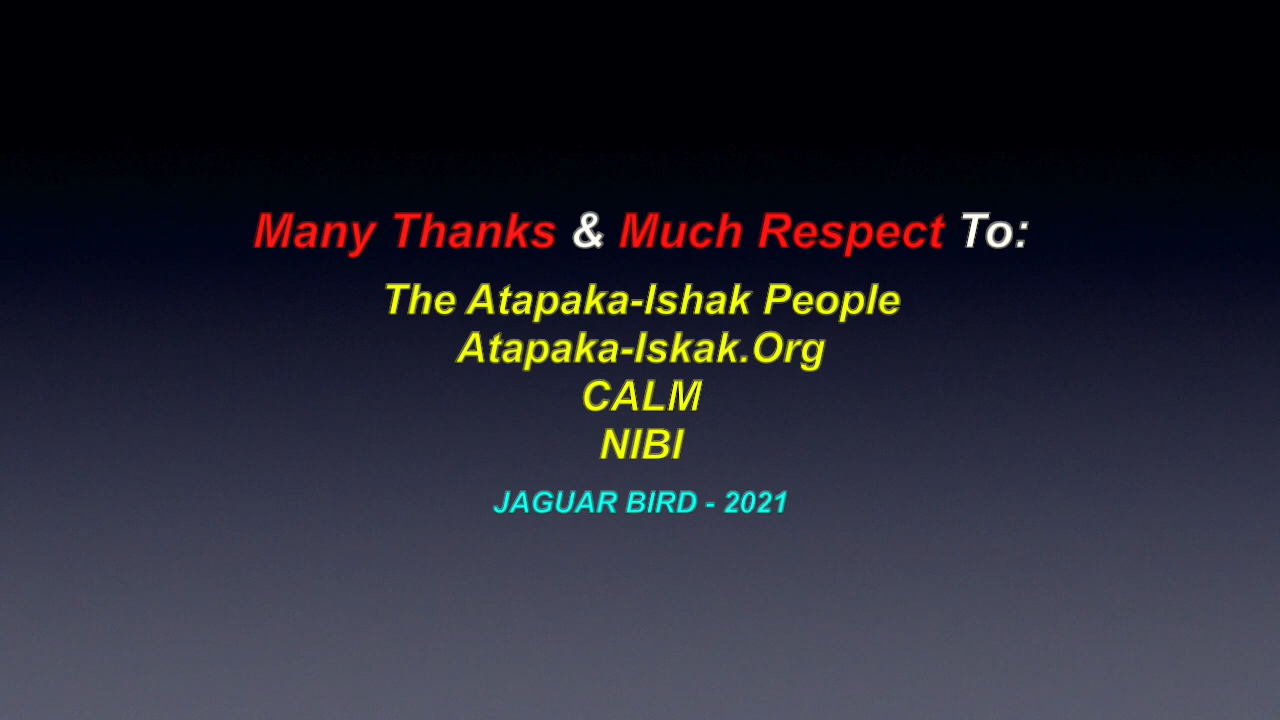 Many Thanks & Much Respect To:
The Atapaka-Ishak People
Atapaka-Iskak.Org
CALM
NIBI
JAGUAR BIRD - 2021